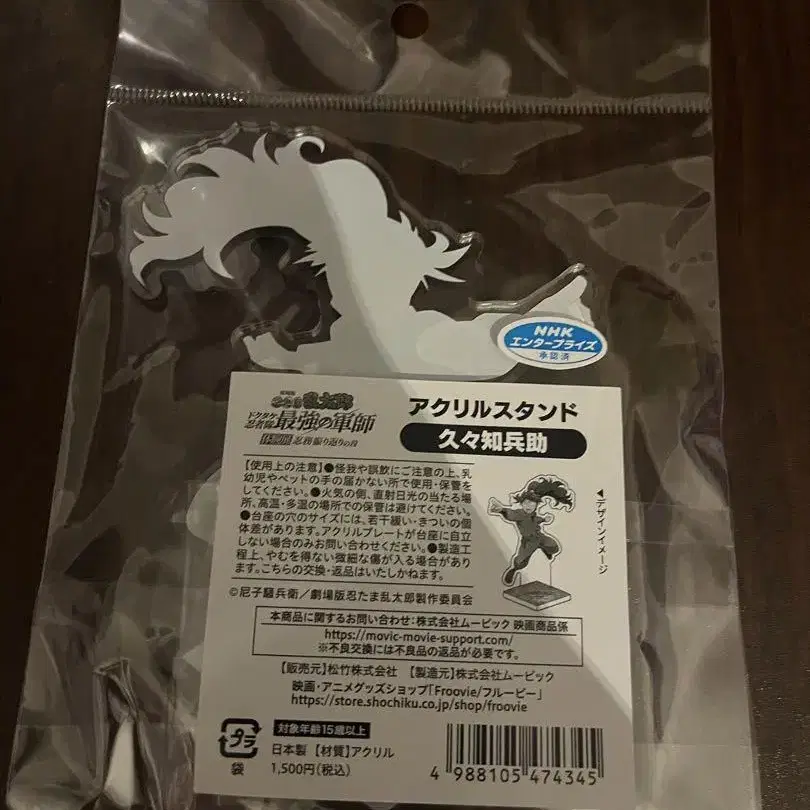 NHK
エンタープライズ
承認済
劇場版
忍たま乱太郎
ドクタケ忍者隊 最強の軍師
忍務振り返りの段
アクリルスタンド
久々知兵助
【使用上の注意】●怪我や誤飲にご注意の上、乳
幼児やペットの手の届かない所で使用・保管を
してください。●火気の側、直射日光の当たる場
所、高温・多湿の場所での保管は避けてください。
●台座の穴のサイズには、若干緩い・きついの個
体差があります。アクリルプレートが台座に自立
しない場合のみお問い合わせください。●製造工
程上、やむを得ない微細な傷が入る場合があり
ます。こちらの交換・返品はいたしかねます。
◀デザインイメージ
©尼子騒兵衛/劇場版忍たま乱太郎製作委員会
本商品に関するお問い合わせ:株式会社ムービック 映画商品係
https://movic-movie-support.com/
※不良交換には不良品の返品が必要です。
【販売元】松竹株式会社 【製造元】株式会社ムービック
映画・アニメグッズショップ「Froovie/フルービー」
https://store.shochiku.co.jp/shop/froovie
プラ
袋
対象年齢15歳以上
日本製 【材質】アクリル
1,500円(税込)
4 988105 474345